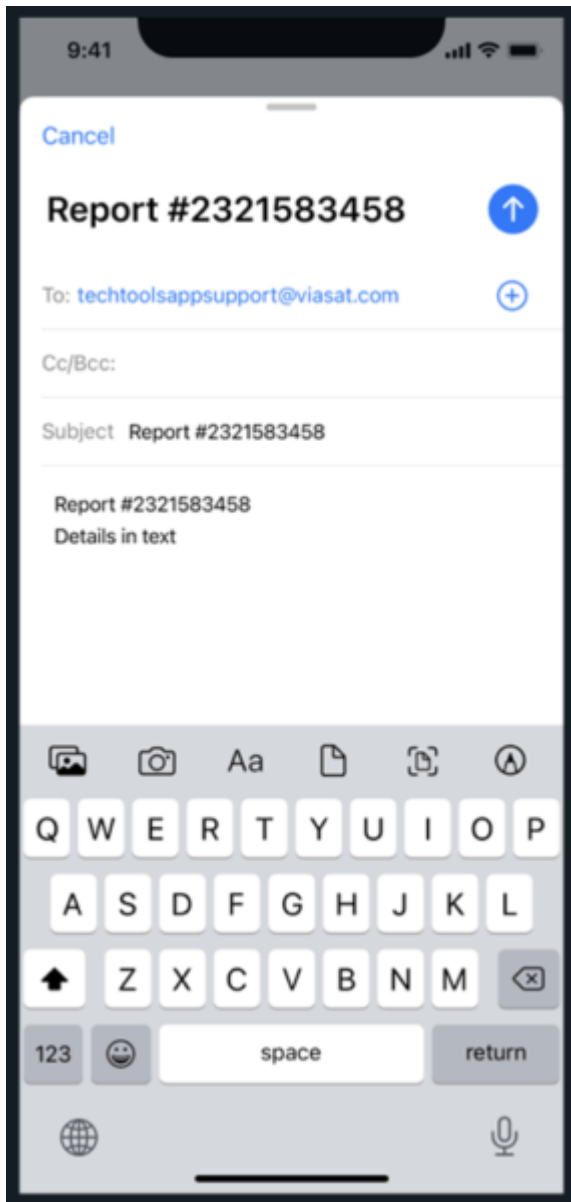 9:41
Cancel
Report #2321583458
To: techtoolsappsupport@viasat.com
Cc/Bcc:
Subject Report #2321583458
Report #2321583458
Details in text
Aa
Q W E R T Y U I O P
A S D F G H J K L
Z X C V B N M
123 space return